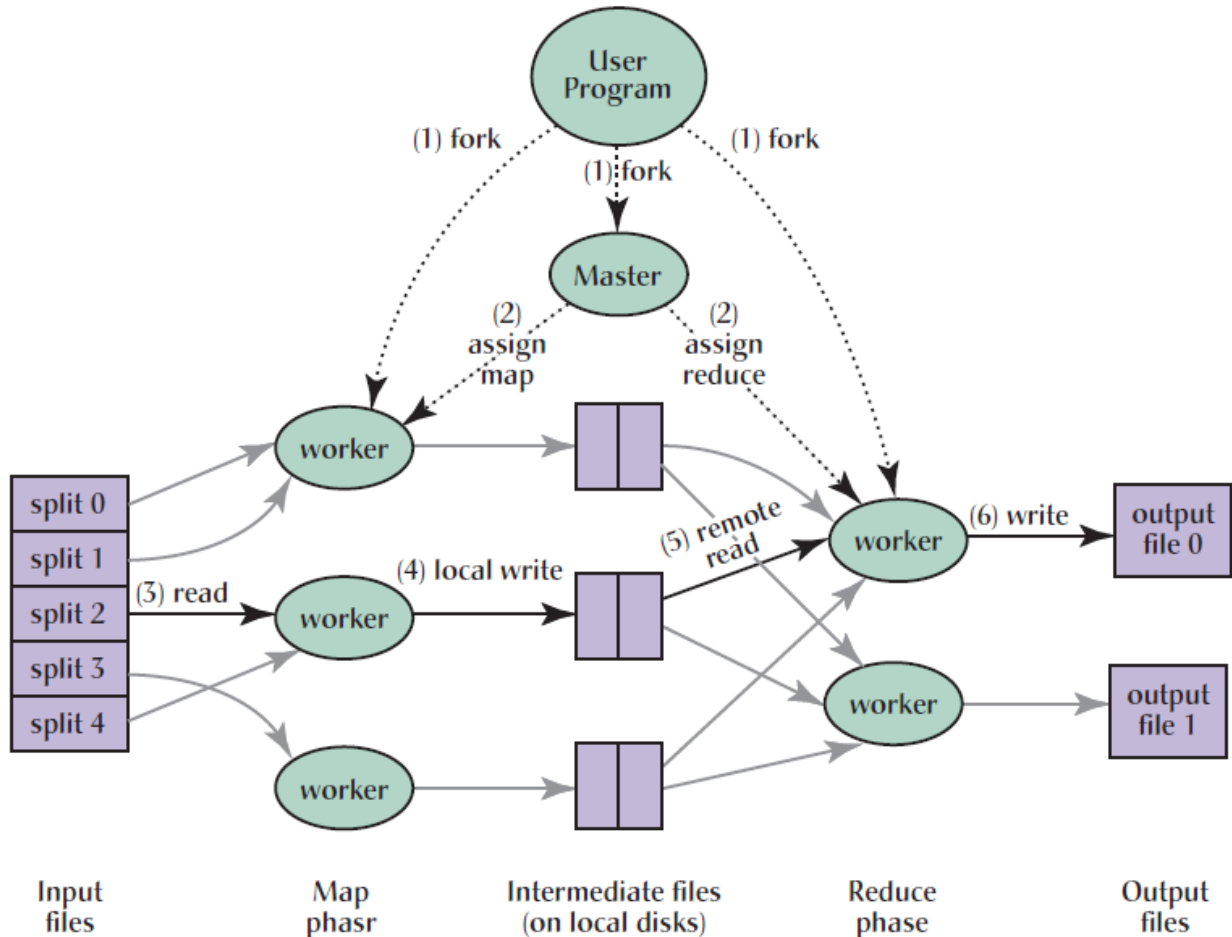 User
Program
(1) fork
(1) fork
(1) fork
Master
(2)
assign
map
(2)
assign
reduce
worker
split 0
split 1
split 2
split 3
split 4
(3) read
worker
(4) local write
worker
(5) remote
read
worker
(6) write
output
file 0
worker
output
file 1
Input
files
Map
phasr
Intermediate files
(on local disks)
Reduce
phase
Output
files